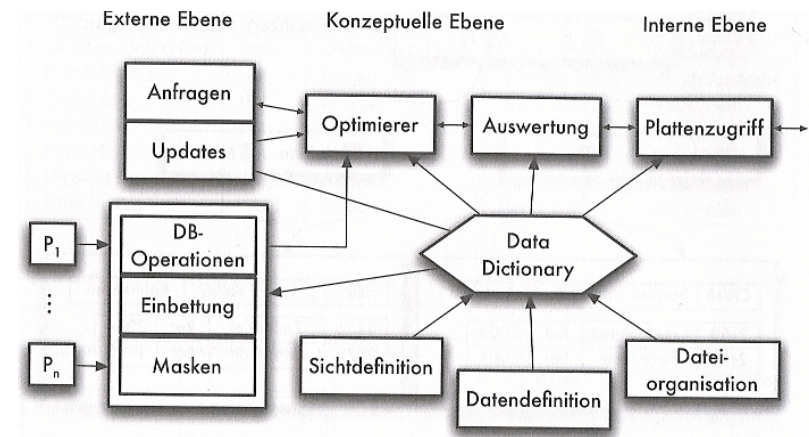 Externe Ebene
Konzeptuelle Ebene
Interne Ebene
Anfragen
Updates
Optimierer
Auswertung
Plattenzugriff
P1
⋮
Pn
DB-
Operationen
Einbettung
Masken
Data
Dictionary
Sichtdefinition
Datendefinition
Datei-
organisation